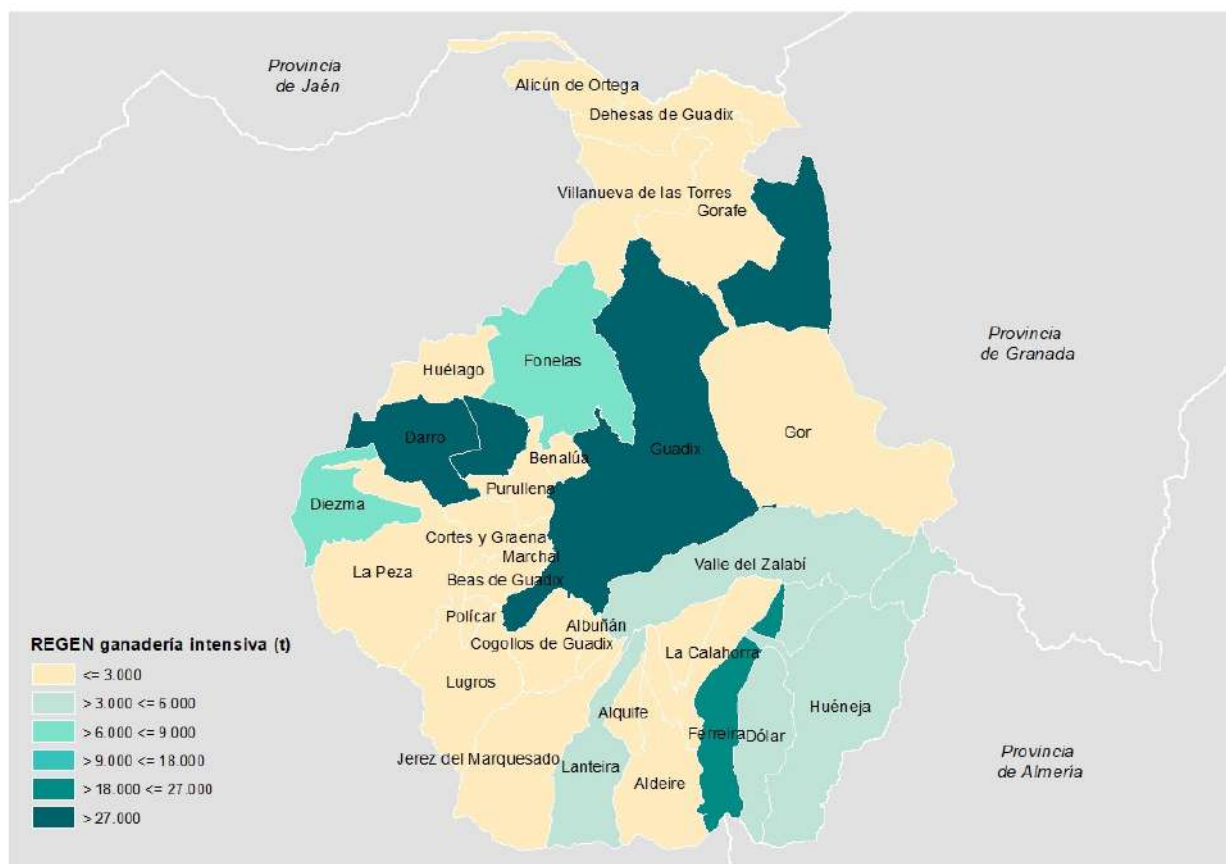 Provincia
de Jaén
Alicún de Ortega
Dehesas de Guadix
Villanueva de las Torres
Gorafe
Provincia
de Granada
Fonelas
Huélago
Darro
Guadix
Gor
Benalúa
Purullena
Diezma
Cortes y Graena
Marchal
La Peza
Beas de Guadix
Valle del Zalabí
Polícar
Albuñán
Cogollos de Guadix
La Calahorra
Lugros
Huéneja
Alquife
Ferreira
Dólar
Jerez del Marquesado
Lanteira
Aldeire
Provincia
de Almería
REGEN ganadería intensiva (t)
<= 3.000
> 3.000 <= 6.000
> 6.000 <= 9.000
> 9.000 <= 18.000
> 18.000 <= 27.000
> 27.000